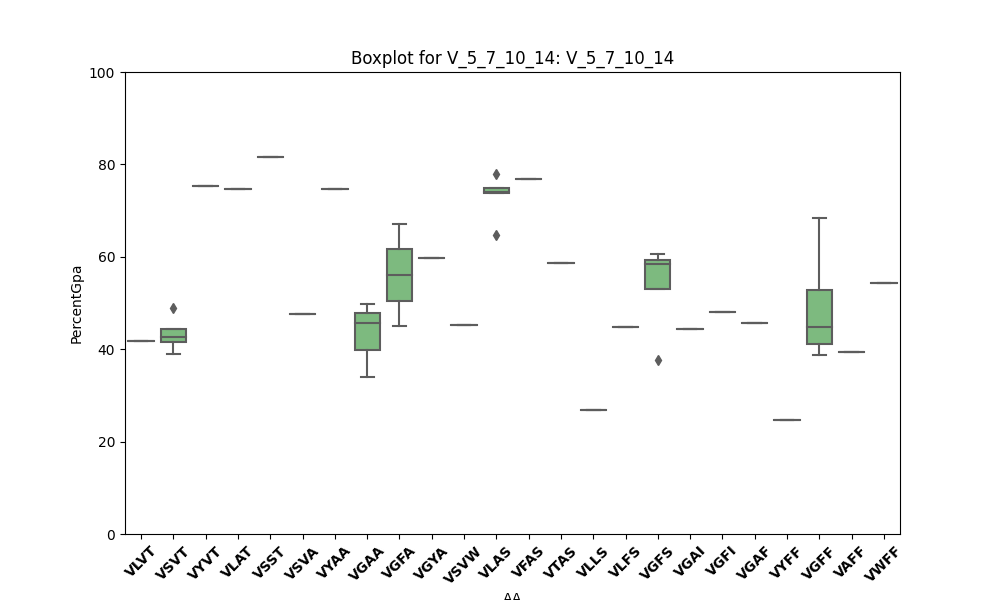 Boxplot for V_5_7_10_14: V_5_7_10_14
100
80
60
40
20
0
PercentGpa
VLVT
VSVT
VYVT
VLAT
VSST
VSVA
VYAA
VGAA
VGFA
VGYA
VSVW
VLAS
VFAS
VTAS
VLLS
VLFS
VGFS
VGAI
VGFI
VGAF
VYFF
VGFF
VAFF
VWFF
AA